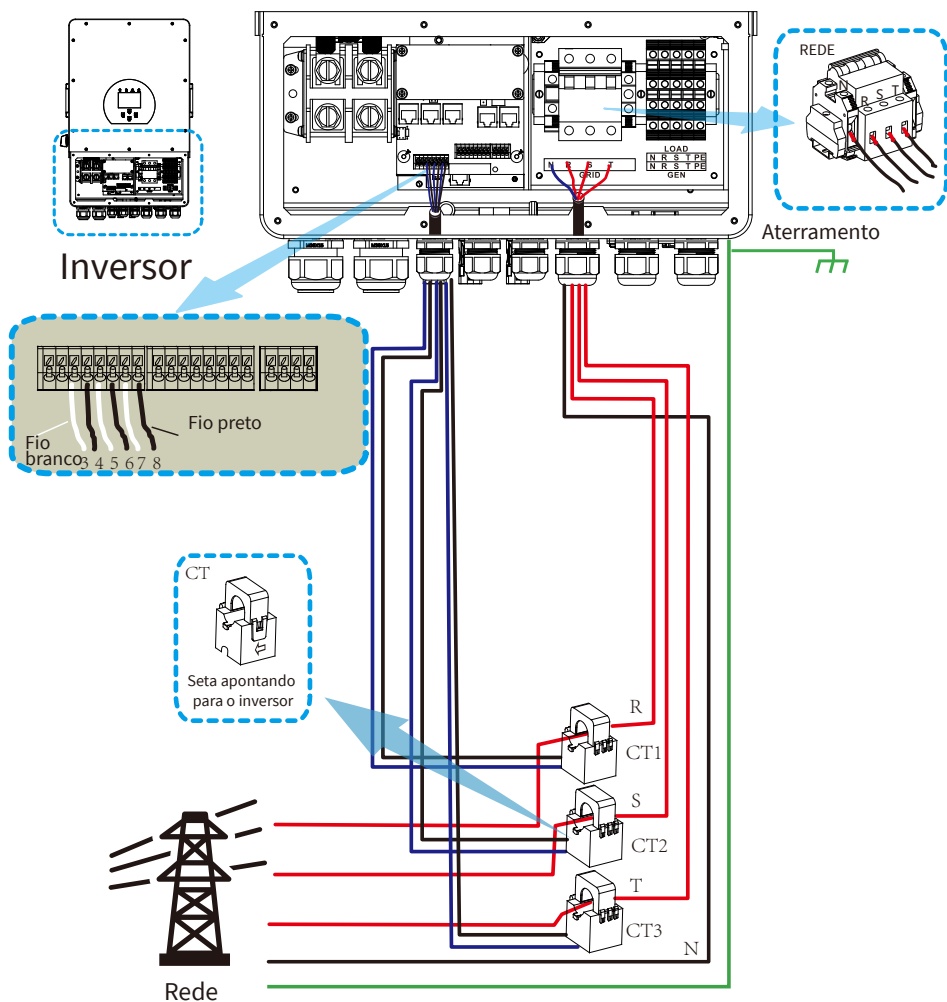 REDE
R S T
LOAD
N R S T PE
N R S T PE
GEN
N R S T
GRID
Aterramento
Inversor
Fio preto
Fio
branco
3 4 5 6 7 8
CT
Seta apontando
para o inversor
R
CT1
S
CT2
T
CT3
N
Rede